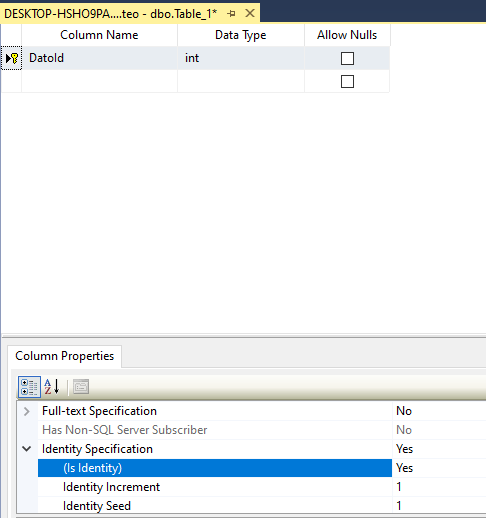 DESKTOP-HSHO9PA....teo - dbo.Table_1*
Column Name Data Type Allow Nulls
DatoId int
Column Properties
Full-text Specification No
Has Non-SQL Server Subscriber No
Identity Specification Yes
(Is Identity) Yes
Identity Increment 1
Identity Seed 1